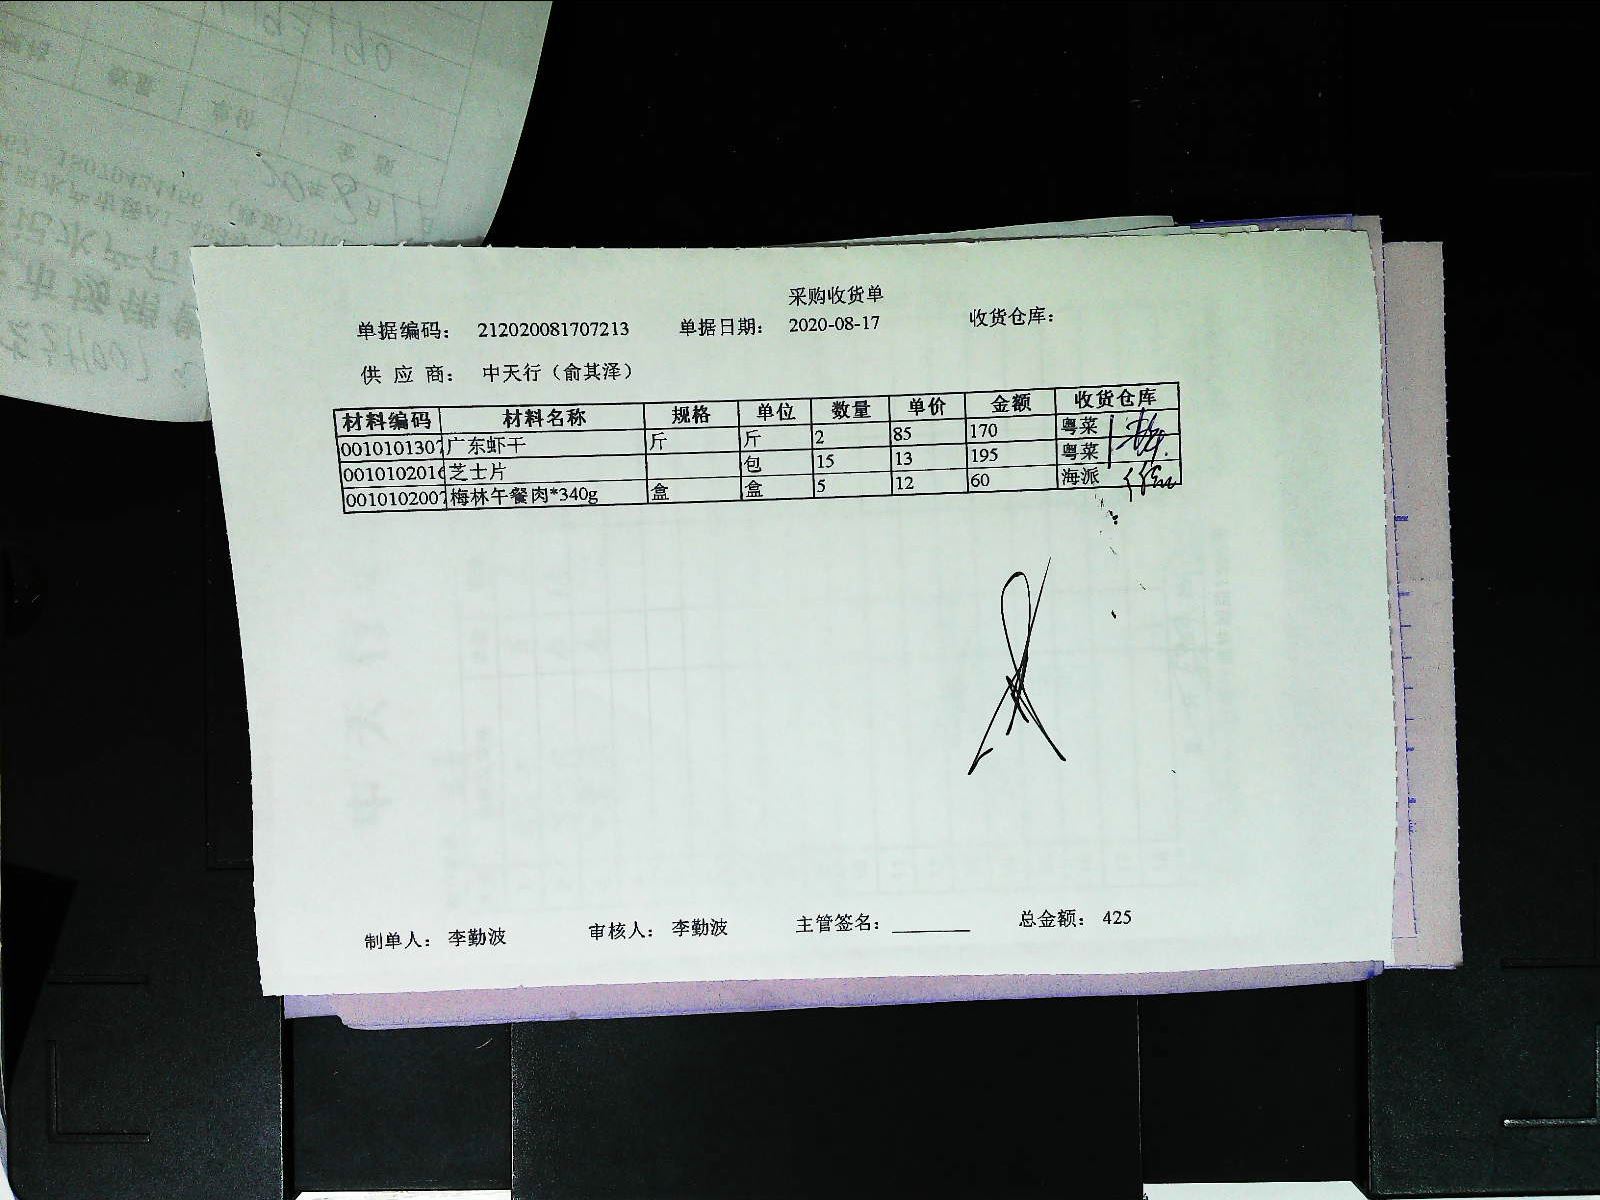 采购收货单
单据编码： 212020081707213 单据日期： 2020-08-17 收货仓库：
供 应 商： 中天行（俞其泽）
材料编码 材料名称 规格 单位 数量 单价 金额 收货仓库
0010101307 广东虾干 斤 斤 2 85 170 粤菜
001010201 芝士片 包 15 13 195 粤菜
0010102007 梅林午餐肉*340g 盒 盒 5 12 60 海派
制单人： 李勤波 审核人： 李勤波 主管签名： 总金额： 425